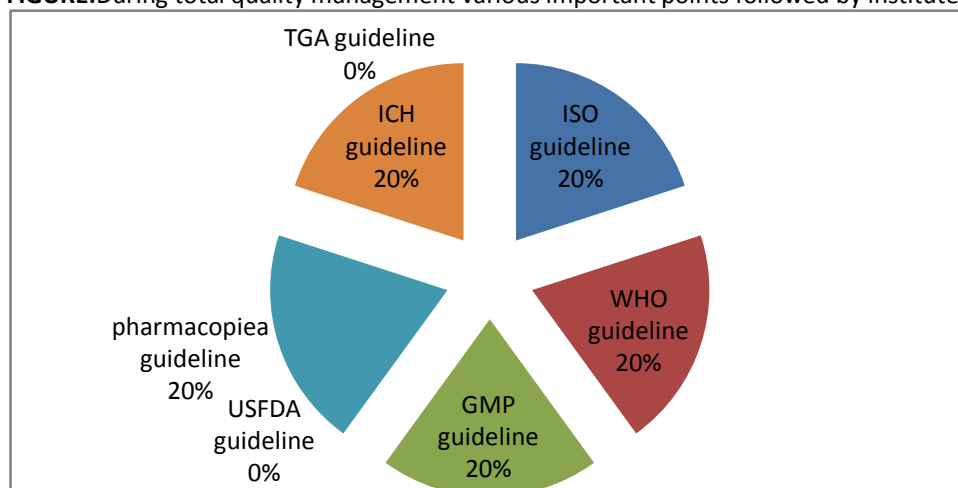 FIGURE:During total quality management various important points followed by institute
TGA guideline
0%
ICH
guideline
20%
ISO
guideline
20%
WHO
guideline
20%
GMP
guideline
20%
pharmacopiea
guideline
20%
USFDA
guideline
0%